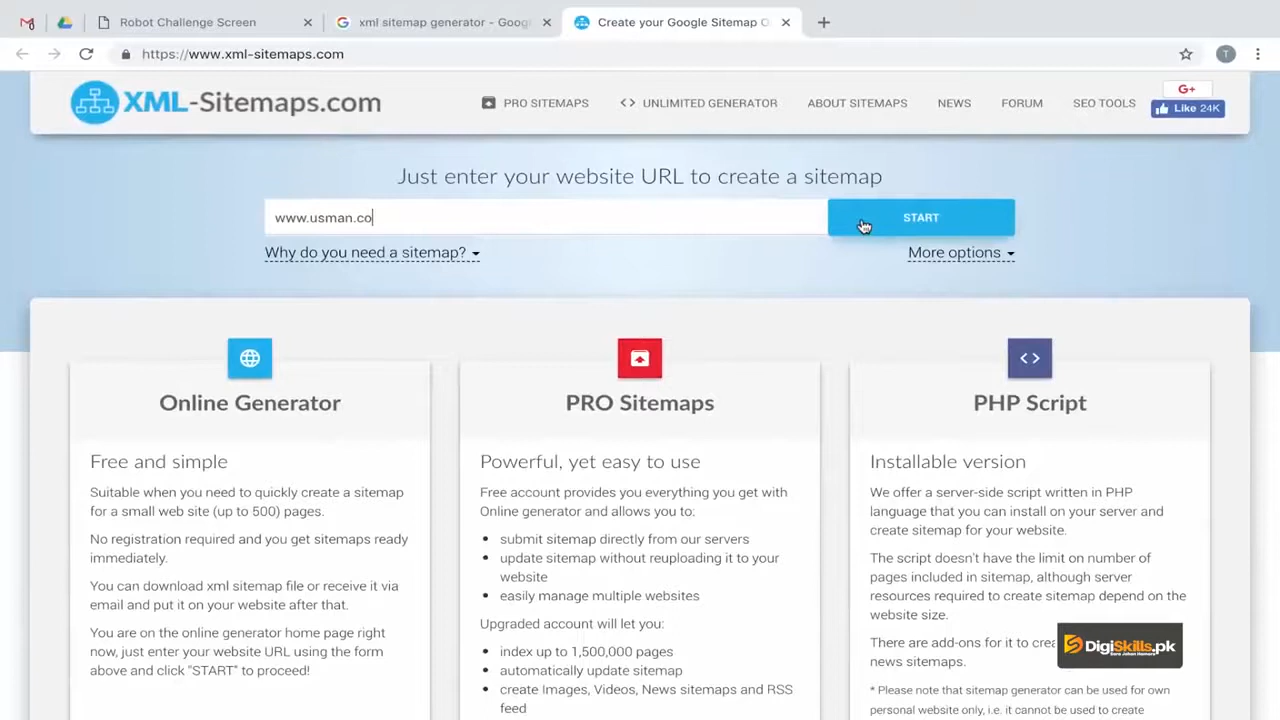 Robot Challenge Screen
xml sitemap generator - Goog
Create your Google Sitemap O
https://www.xml-sitemaps.com
T
XML-Sitemaps.com
PRO SITEMAPS
UNLIMITED GENERATOR
ABOUT SITEMAPS
NEWS
FORUM
SEO TOOLS
G+
Like 24K
Just enter your website URL to create a sitemap
www.usman.co
START
Why do you need a sitemap?
More options
Online Generator
Free and simple
Suitable when you need to quickly create a sitemap
for a small web site (up to 500) pages.
No registration required and you get sitemaps ready
immediately.
You can download xml sitemap file or receive it via
email and put it on your website after that.
You are on the online generator home page right
now, just enter your website URL using the form
above and click "START" to proceed!
PRO Sitemaps
Powerful, yet easy to use
Free account provides you everything you get with
Online generator and allows you to:
• submit sitemap directly from our servers
• update sitemap without reuploading it to your
website
• easily manage multiple websites
Upgraded account will let you:
• index up to 1,500,000 pages
• automatically update sitemap
• create Images, Videos, News sitemaps and RSS
feed
PHP Script
Installable version
We offer a server-side script written in PHP
language that you can install on your server and
create sitemap for your website.
The script doesn't have the limit on number of
pages included in sitemap, although server
resources required to create sitemap depend on the
website size.
There are add-ons for it to cre
news sitemaps.
* Please note that sitemap generator can be used for own
personal website only, i.e. it cannot be used to create
DigiSkills.pk